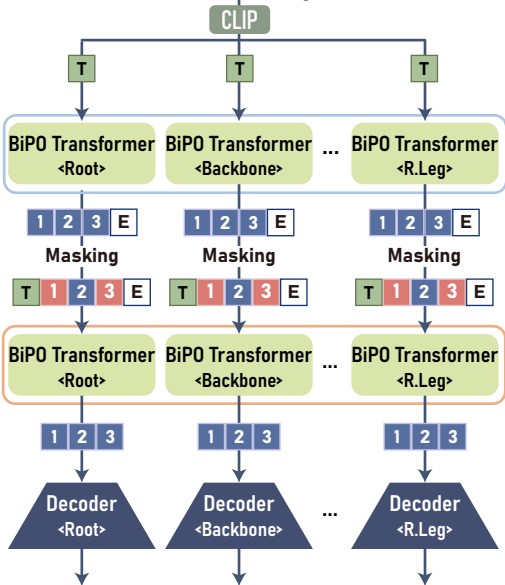 CLIP
T T T
BiPO Transformer <Root> BiPO Transformer <Backbone> ... BiPO Transformer <R.Leg>
1 2 3 E 1 2 3 E 1 2 3 E
Masking Masking Masking
T 1 2 3 E T 1 2 3 E T 1 2 3 E
BiPO Transformer <Root> BiPO Transformer <Backbone> ... BiPO Transformer <R.Leg>
1 2 3 1 2 3 1 2 3
Decoder <Root> Decoder <Backbone> ... Decoder <R.Leg>